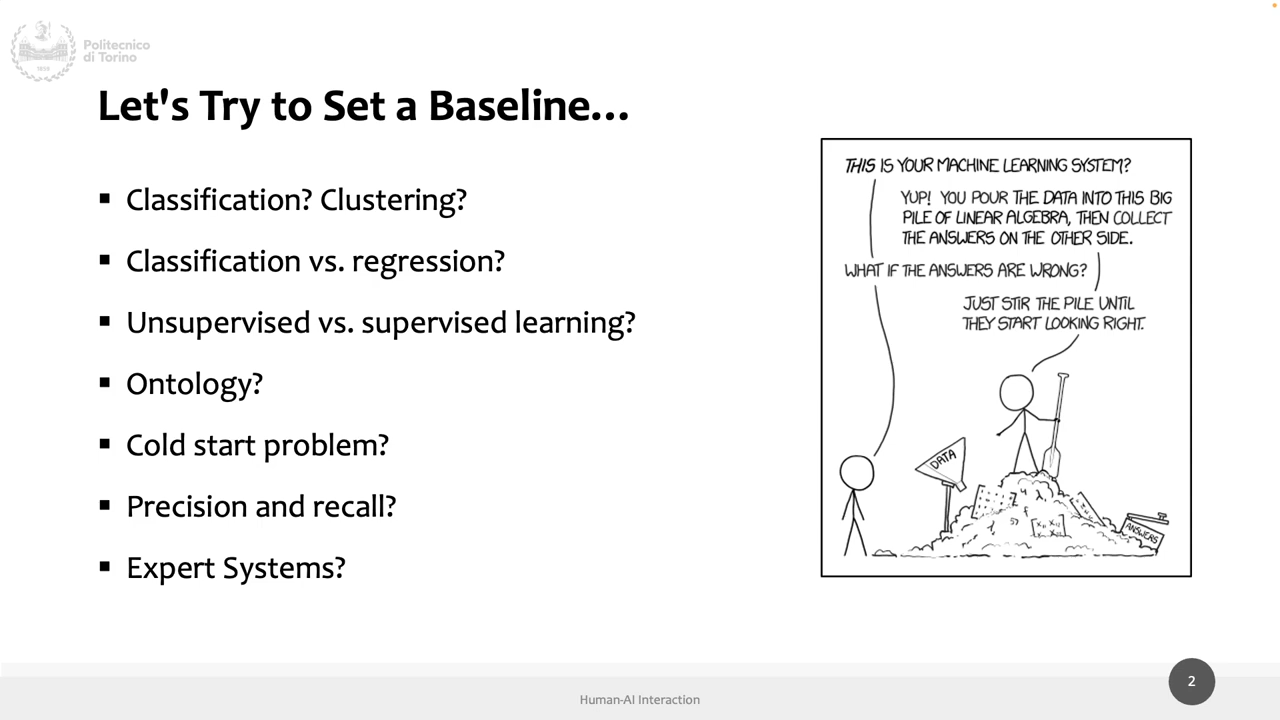 Politecnico
di Torino
1859
Let's Try to Set a Baseline...
▪ Classification? Clustering?
▪ Classification vs. regression?
▪ Unsupervised vs. supervised learning?
▪ Ontology?
▪ Cold start problem?
▪ Precision and recall?
▪ Expert Systems?
THIS IS YOUR MACHINE LEARNING SYSTEM?
YUP! YOU POUR THE DATA INTO THIS BIG
PILE OF LINEAR ALGEBRA, THEN COLLECT
THE ANSWERS ON THE OTHER SIDE.
WHAT IF THE ANSWERS ARE WRONG?
JUST STIR THE PILE UNTIL
THEY START LOOKING RIGHT.
DATA
ANSWERS
Human-AI Interaction
2